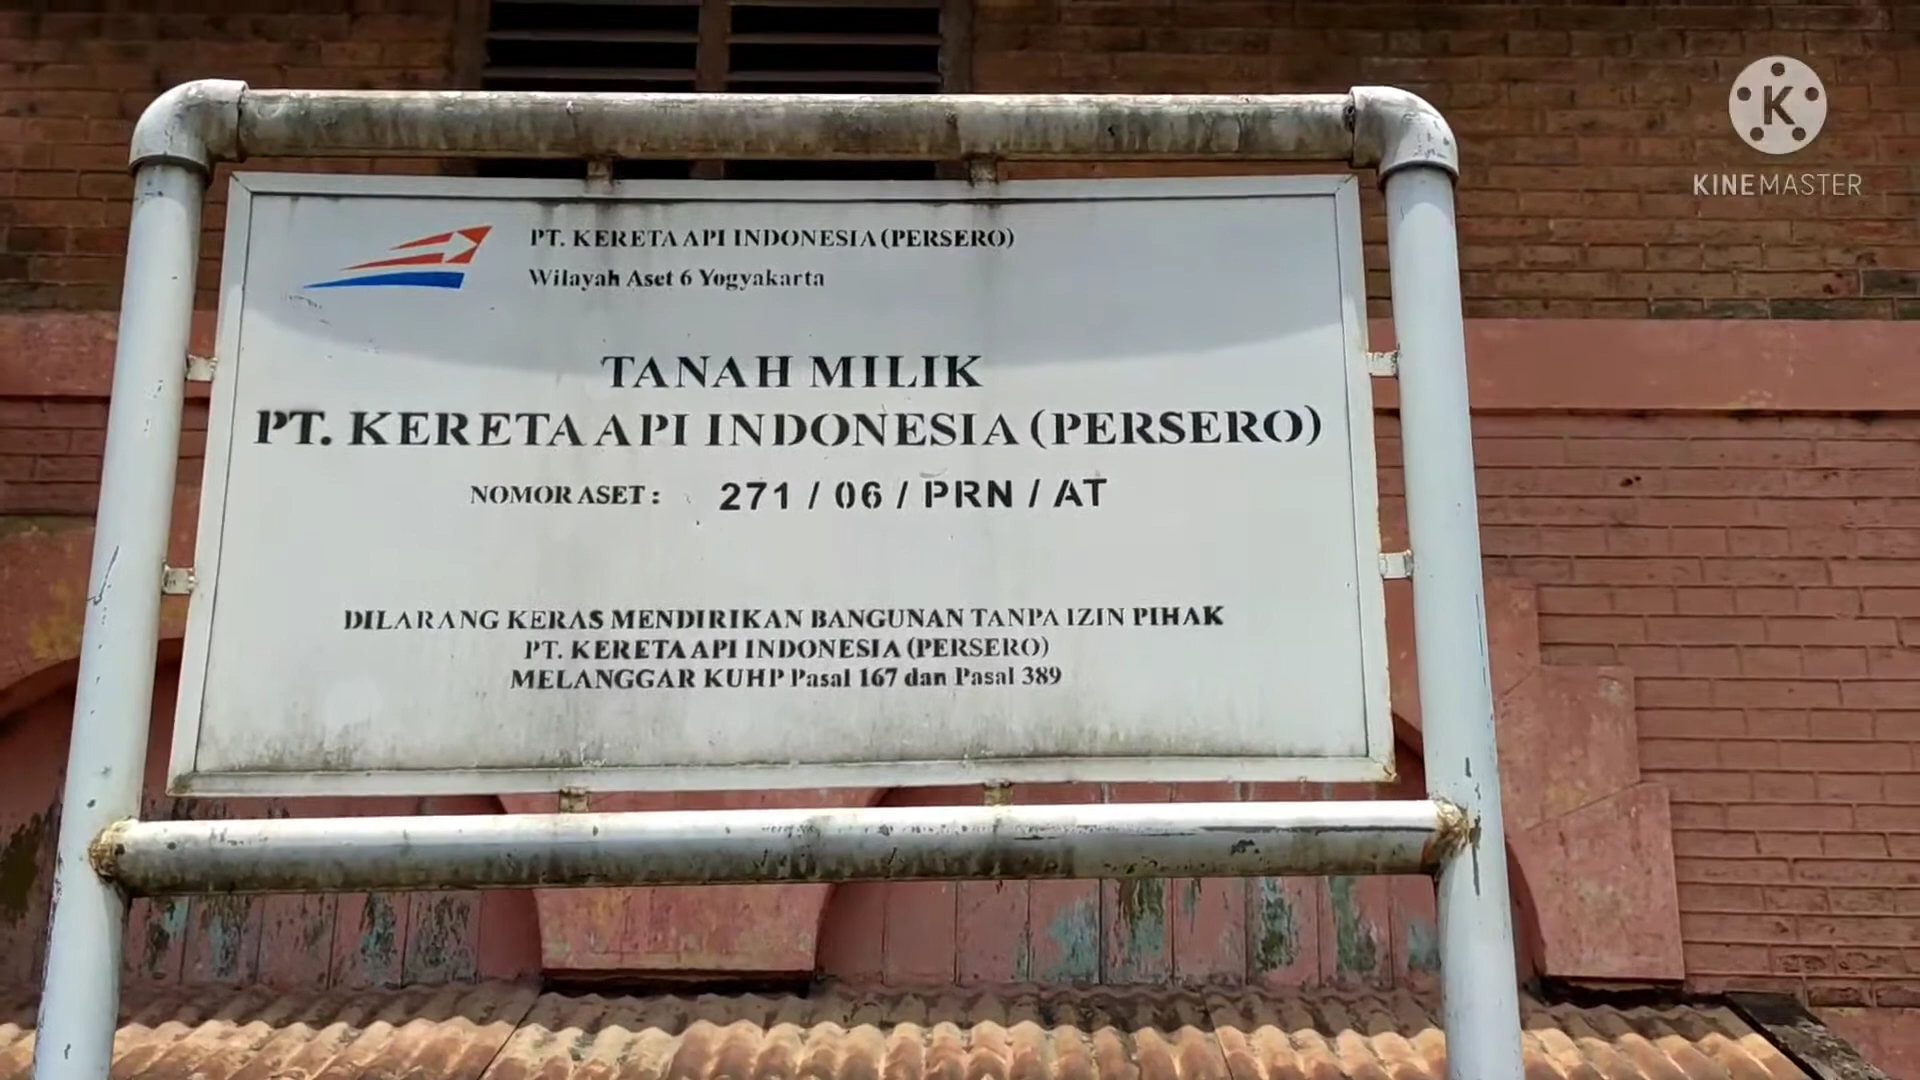 PT. KERETA API INDONESIA (PERSERO)
Wilayah Aset 6 Yogyakarta
TANAH MILIK
PT. KERETA API INDONESIA (PERSERO)
NOMOR ASET : 271 / 06 / PRN / AT
DILARANG KERAS MENDIRIKAN BANGUNAN TANPA IZIN PIHAK
PT. KERETA API INDONESIA (PERSERO)
MELANGGAR KUHP Pasal 167 dan Pasal 389
K
KINEMASTER